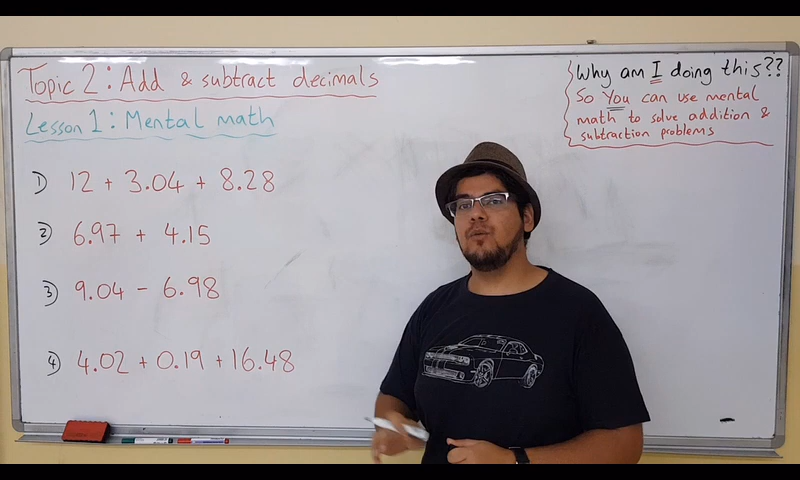 Topic 2: Add & subtract decimals
Lesson 1: Mental math
1) 12 + 3.04 + 8.28
2) 6.97 + 4.15
3) 9.04 - 6.98
4) 4.02 + 0.19 + 16.48
Why am I doing this??
So You can use mental
math to solve addition &
subtraction problems